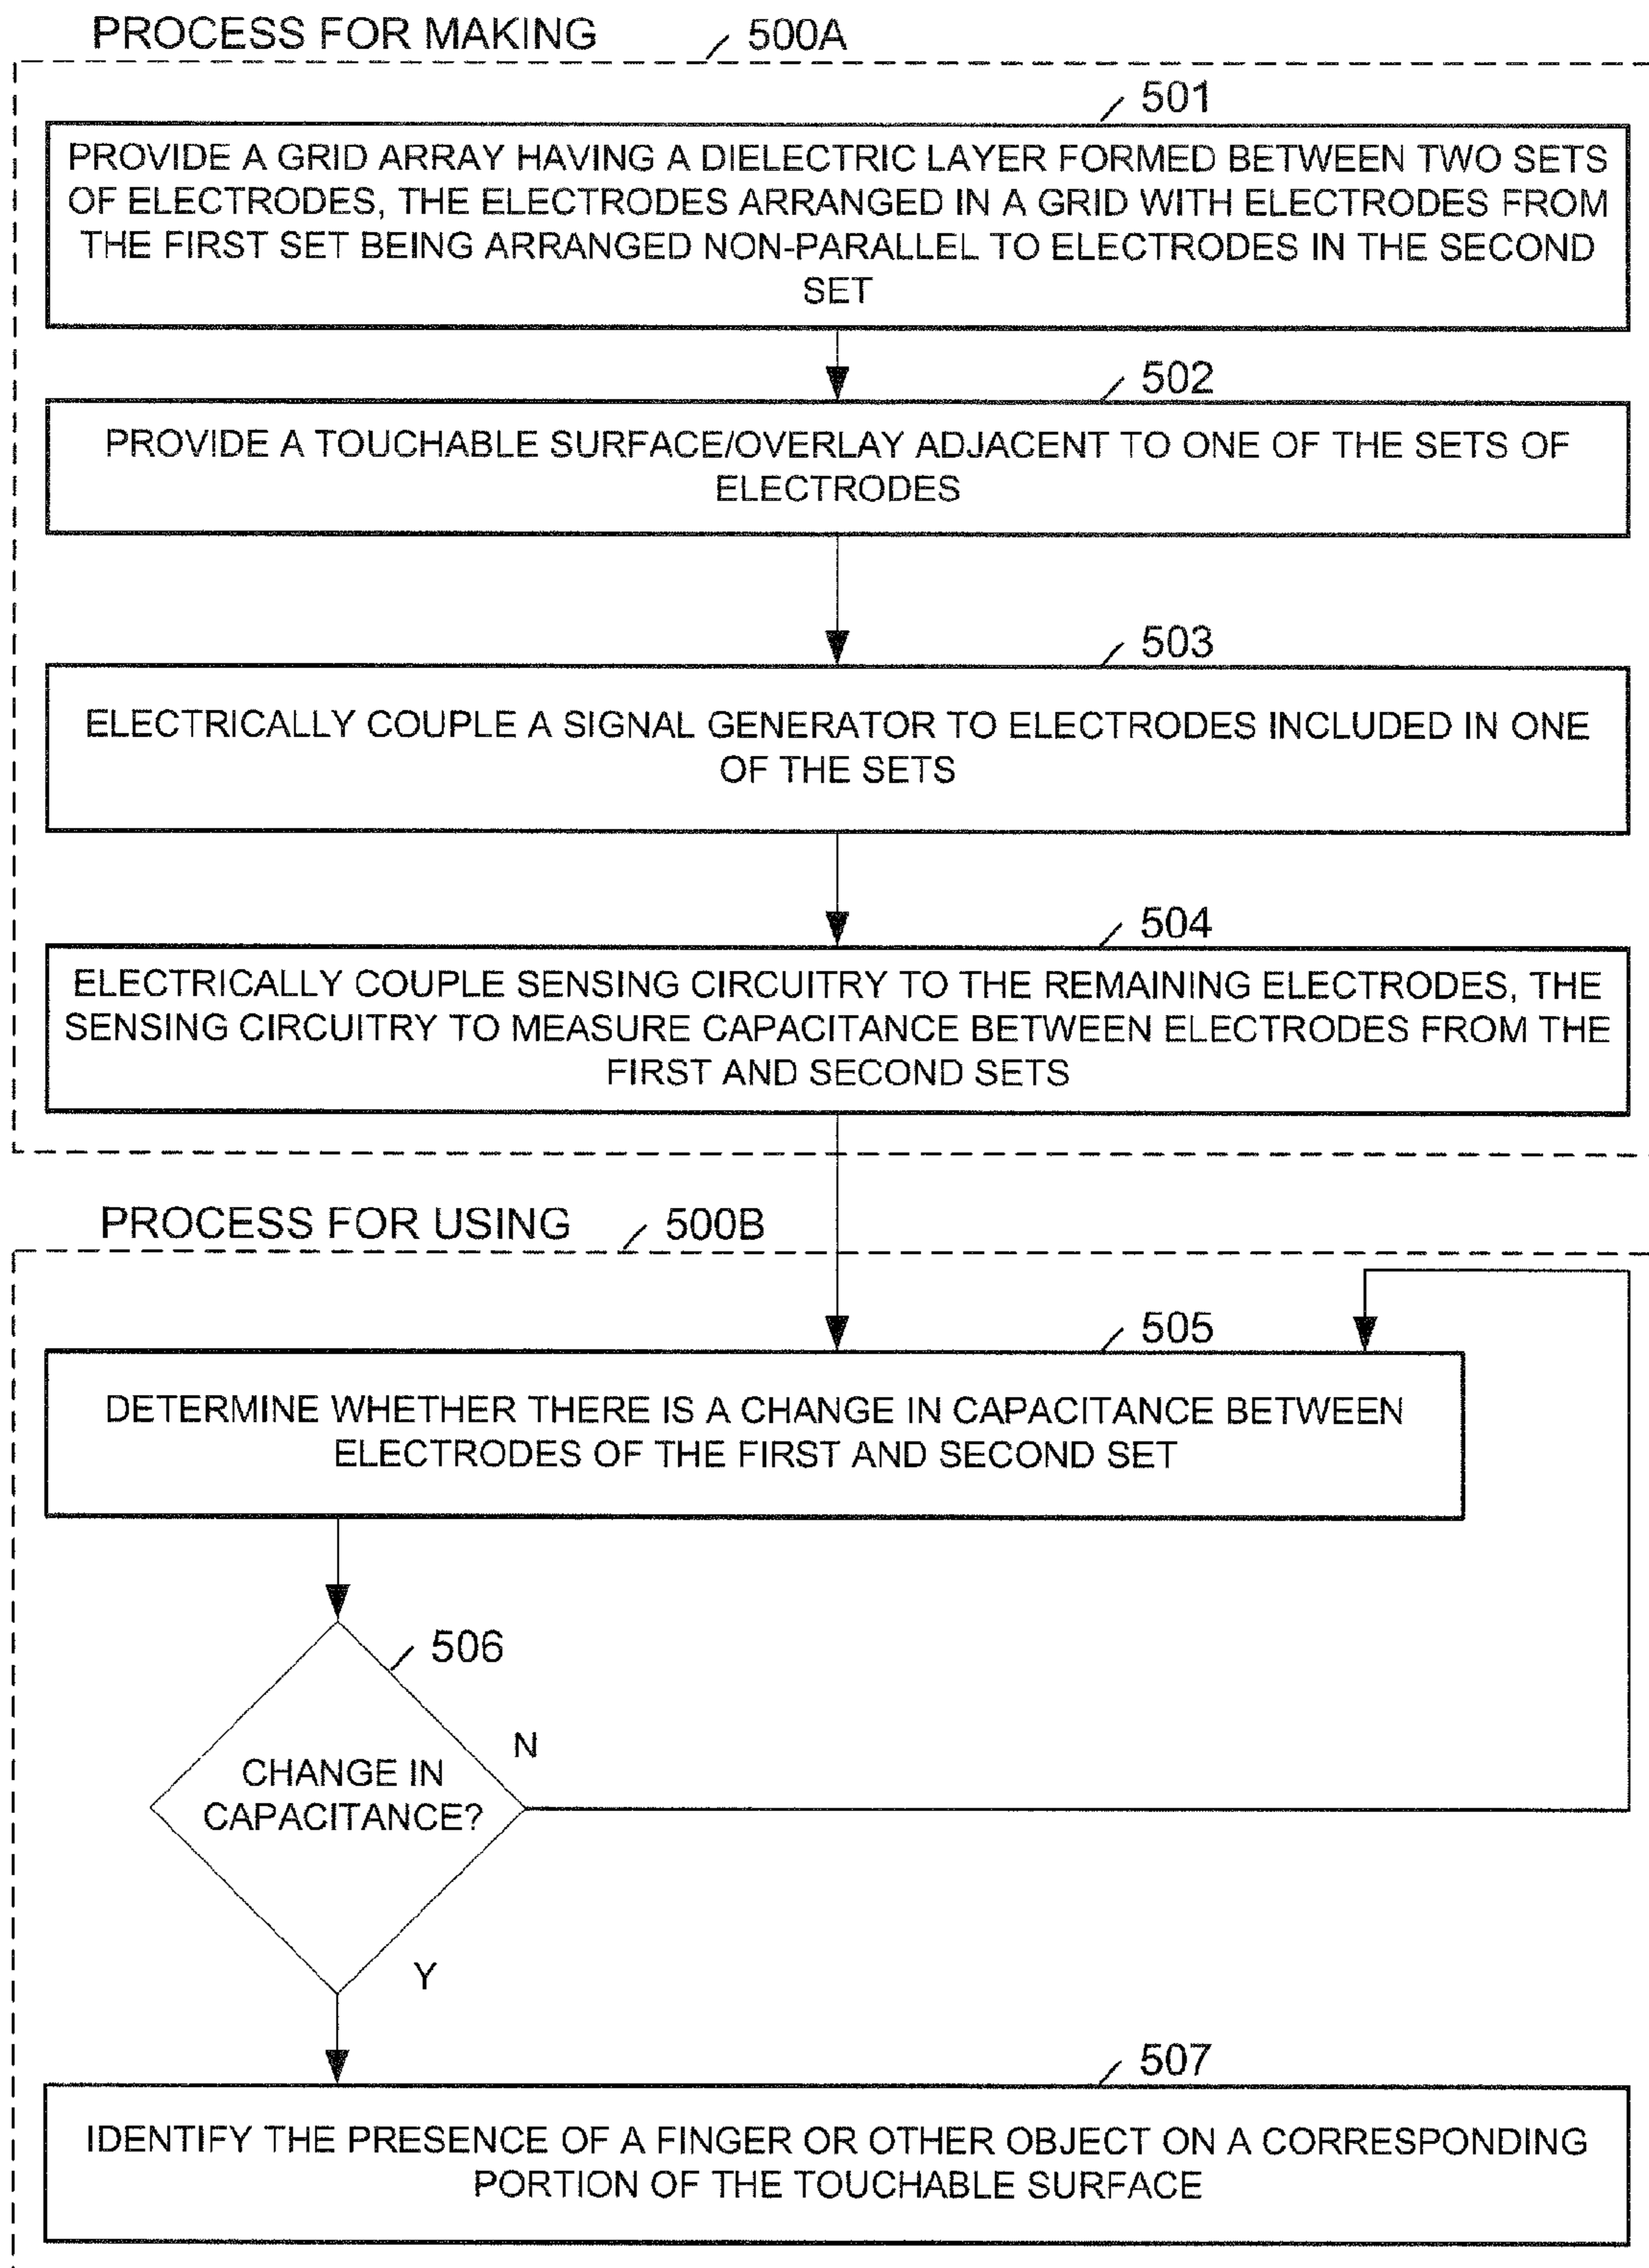 PROCESS FOR MAKING
500A
501
PROVIDE A GRID ARRAY HAVING A DIELECTRIC LAYER FORMED BETWEEN TWO SETS
OF ELECTRODES, THE ELECTRODES ARRANGED IN A GRID WITH ELECTRODES FROM
THE FIRST SET BEING ARRANGED NON-PARALLEL TO ELECTRODES IN THE SECOND
SET
502
PROVIDE A TOUCHABLE SURFACE/OVERLAY ADJACENT TO ONE OF THE SETS OF
ELECTRODES
503
ELECTRICALLY COUPLE A SIGNAL GENERATOR TO ELECTRODES INCLUDED IN ONE
OF THE SETS
504
ELECTRICALLY COUPLE SENSING CIRCUITRY TO THE REMAINING ELECTRODES, THE
SENSING CIRCUITRY TO MEASURE CAPACITANCE BETWEEN ELECTRODES FROM THE
FIRST AND SECOND SETS
PROCESS FOR USING
500B
505
DETERMINE WHETHER THERE IS A CHANGE IN CAPACITANCE BETWEEN
ELECTRODES OF THE FIRST AND SECOND SET
506
CHANGE IN
CAPACITANCE?
N
Y
507
IDENTIFY THE PRESENCE OF A FINGER OR OTHER OBJECT ON A CORRESPONDING
PORTION OF THE TOUCHABLE SURFACE